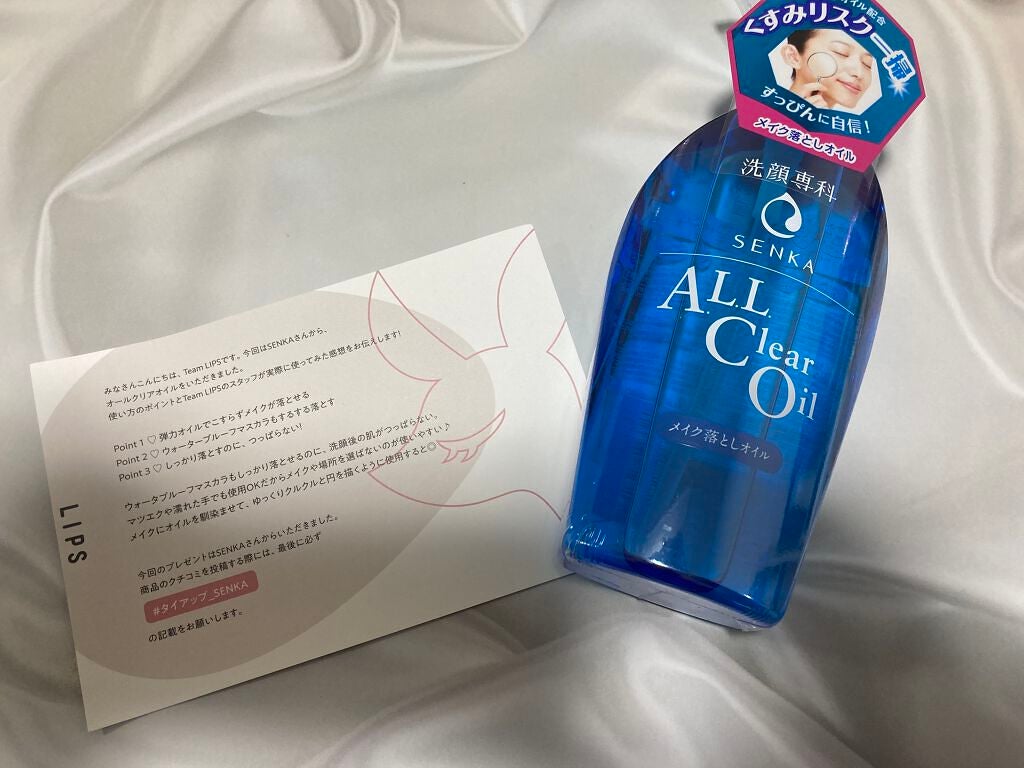 みなさんこんにちは、Team LIPSです。今回はSENKAさんから、
オールクリアオイルをいただきました。
使い方のポイントとTeam LIPSのスタッフが実際に使ってみた感想をお伝えします!
Point 1 ♡ 弾力オイルでこすらずメイクが落とせる
Point 2 ♡ ウォータープルーフマスカラもするする落とす
Point 3 ♡ しっかり落とすのに、つっぱらない!
ウォータプルーフマスカラもしっかり落とせるのに、洗顔後の肌がつっぱらない。
マツエクや濡れた手でも使用OKだからメイクや場所を選ばないのが使いやすい♪
メイクにオイルを馴染ませて、ゆっくりクルクルと円を描くように使用すると◎
今回のプレゼントはSENKAさんからいただきました。
商品のクチコミを投稿する際には、最後に必ず
#タイアップ_SENKA
の記載をお願いします。
LIPS
オイル配合
くすみリスク
すっぴんに自信!
メイク落としオイル
洗顔専科
SENKA
A.L.L.
Clear
Oil
メイク落としオイル